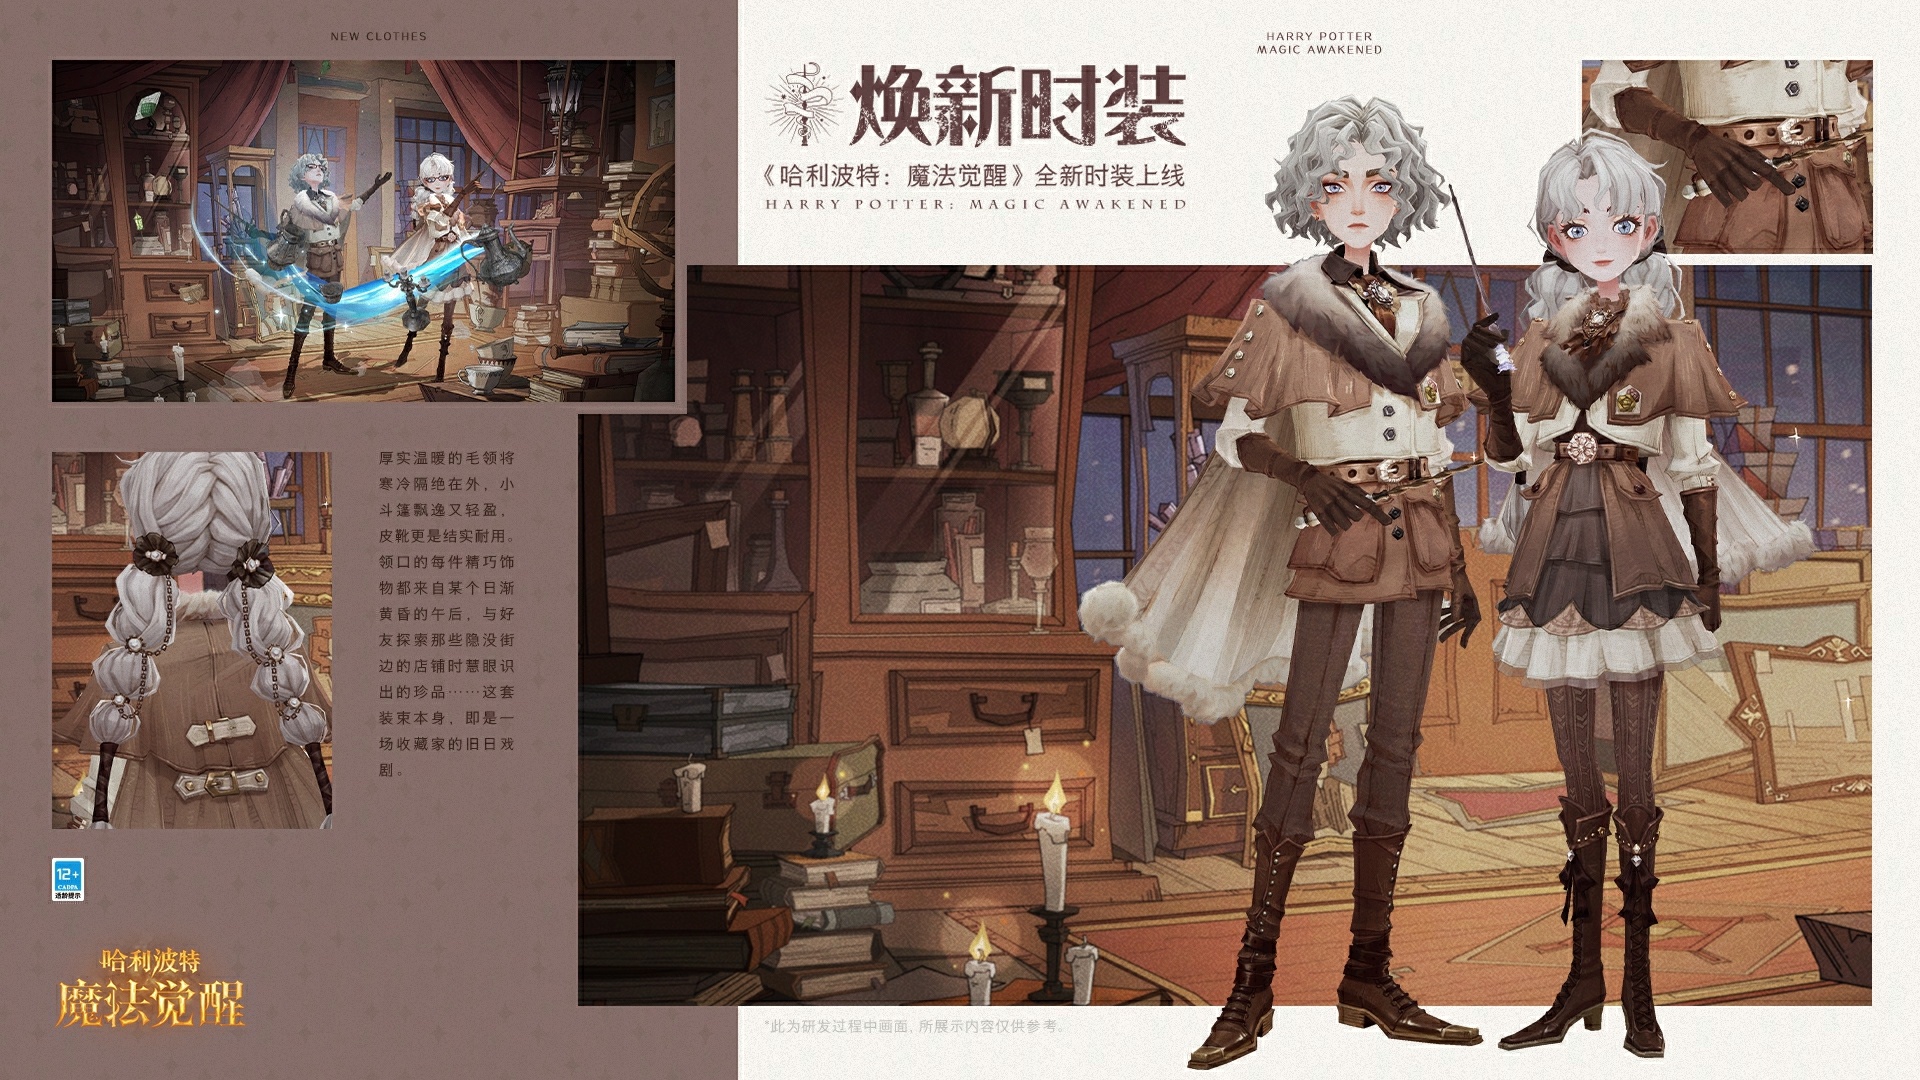 NEW CLOTHES
HARRY POTTER
MAGIC AWAKENED
焕新时装
《哈利波特：魔法觉醒》全新时装上线
HARRY POTTER: MAGIC AWAKENED
厚实温暖的毛领将
寒冷隔绝在外，小
斗篷飘逸又轻盈，
皮靴更是结实耐用。
领口的每件精巧饰
物都来自某个日渐
黄昏的午后，与好
友探索那些隐没街
边的店铺时慧眼识
出的珍品……这套
装束本身，即是一
场收藏家的旧日戏
剧。
12+
CADPA
适龄提示
哈利波特
魔法觉醒
*此为研发过程中画面，所展示内容仅供参考。